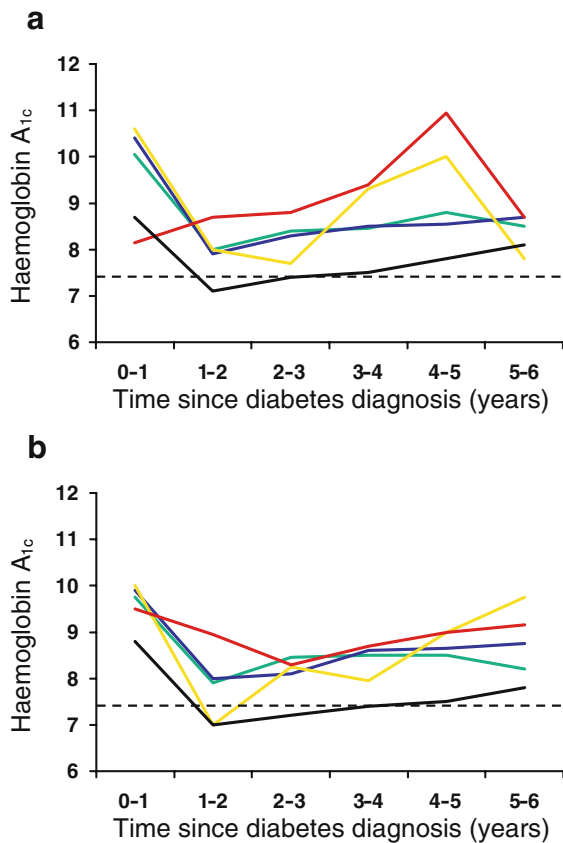 a
12
11
10
9
8
7
6
Haemoglobin A1c
0-1 1-2 2-3 3-4 4-5 5-6
Time since diabetes diagnosis (years)
b
12
11
10
9
8
7
6
Haemoglobin A1c
0-1 1-2 2-3 3-4 4-5 5-6
Time since diabetes diagnosis (years)